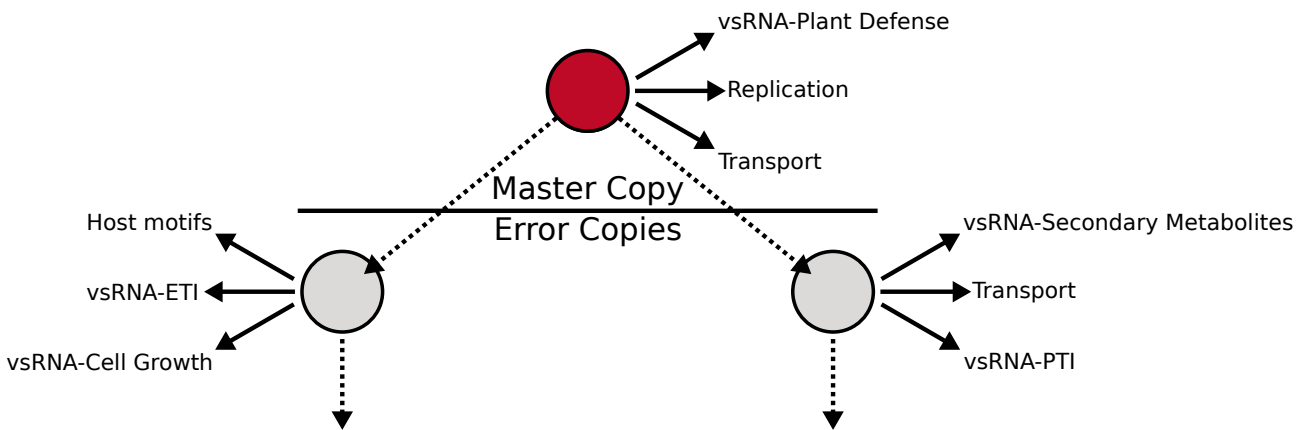 vsRNA-Plant Defense
Replication
Transport
Master Copy
Error Copies
Host motifs
vsRNA-ETI
vsRNA-Cell Growth
vsRNA-Secondary Metabolites
Transport
vsRNA-PTI